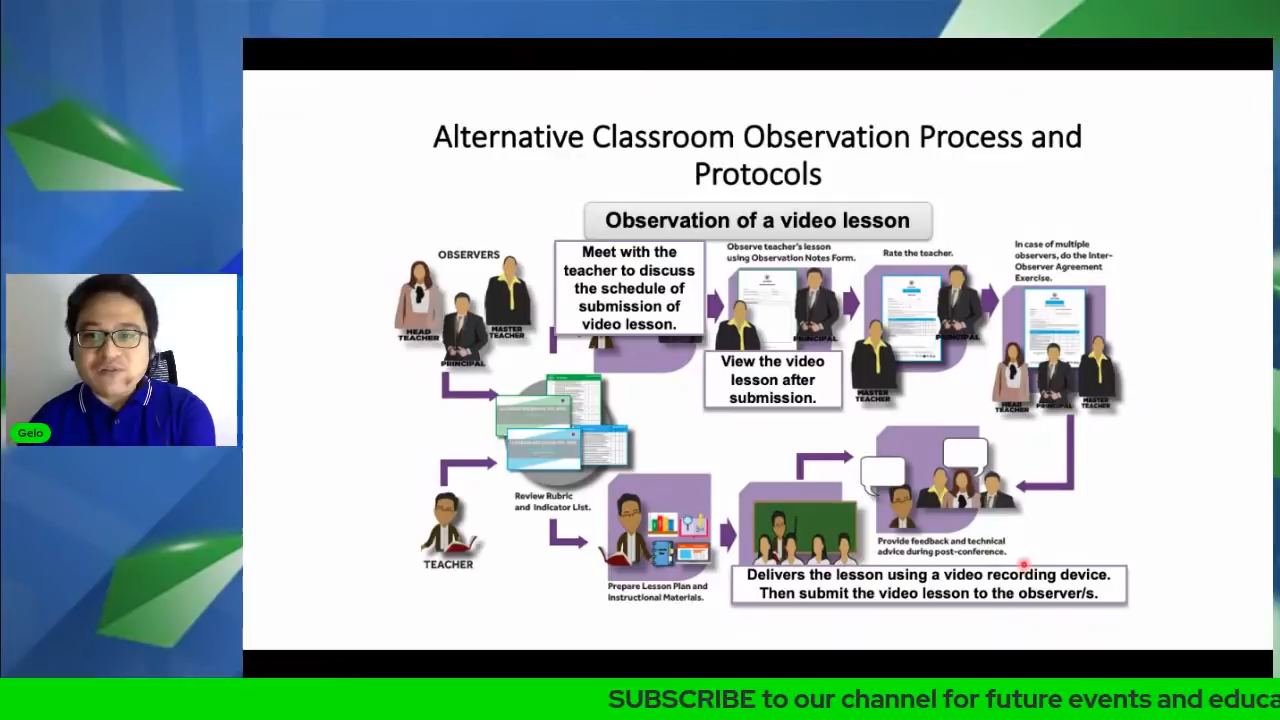 Alternative Classroom Observation Process and
Protocols
Observation of a video lesson
OBSERVERS
HEAD
TEACHER
PRINCIPAL
MASTER
TEACHER
Meet with the
teacher to discuss
the schedule of
submission of
video lesson.
Observe teacher's lesson
using Observation Notes Form.
PRINCIPAL
View the video
lesson after
submission.
Rate the teacher.
PRINCIPAL
MASTER
TEACHER
In case of multiple
observers, do the Inter-
Observer Agreement
Exercise.
HEAD
TEACHER
PRINCIPAL
MASTER
TEACHER
Gelo
Review Rubric
and Indicator List.
TEACHER
Prepare Lesson Plan and
Instructional Materials.
Provide feedback and technical
advice during post-conference.
Delivers the lesson using a video recording device.
Then submit the video lesson to the observer/s.
SUBSCRIBE to our channel for future events and educa